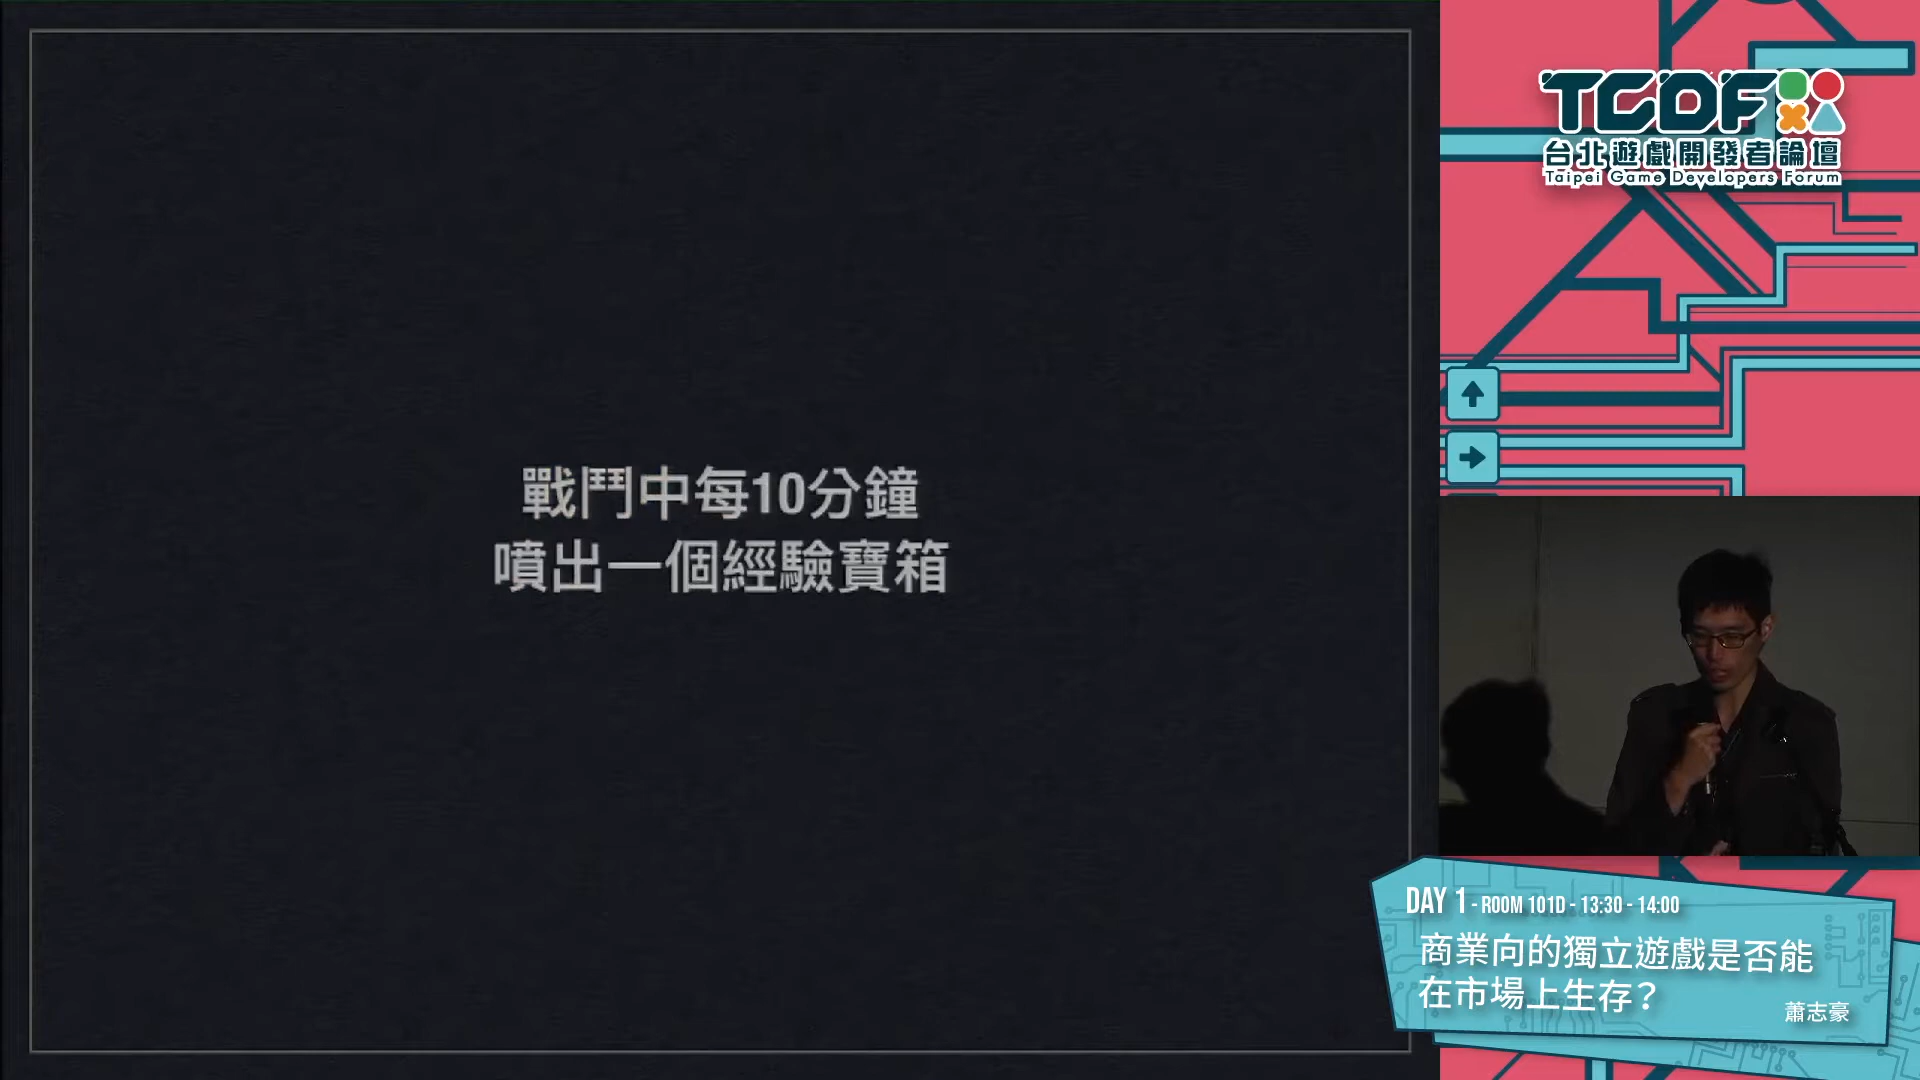 戰鬥中每10分鐘
噴出一個經驗寶箱
TGDF
台北遊戲開發者論壇
Taipei Game Developers Forum
DAY 1 - ROOM 101D - 13:30 - 14:00
商業向的獨立遊戲是否能
在市場上生存？
蕭志豪